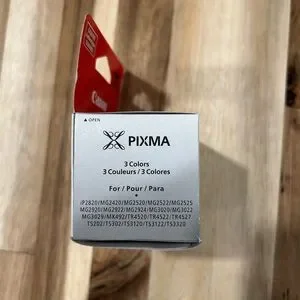 Canon
▲ OPEN
PIXMA
3 Colors
3 Couleurs / 3 Colores
For / Pour / Para
iP2820/MG2420/MG2520/MG2522/MG2525
MG2920/MG2922/MG2924/MG3020/MG3022
MG3029/MX492/TR4520/TR4522/TR4527
TS202/TS302/TS3120/TS3122/TS3320